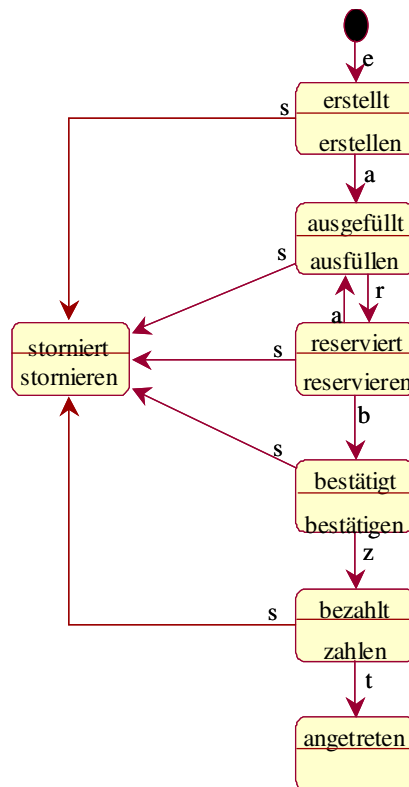 e
erstellt
s
erstellen
a
ausgefüllt
s
ausfüllen
r
a
reserviert
storniert
s
stornieren
reservieren
b
s
bestätigt
bestätigen
z
bezahlt
s
zahlen
t
angetreten